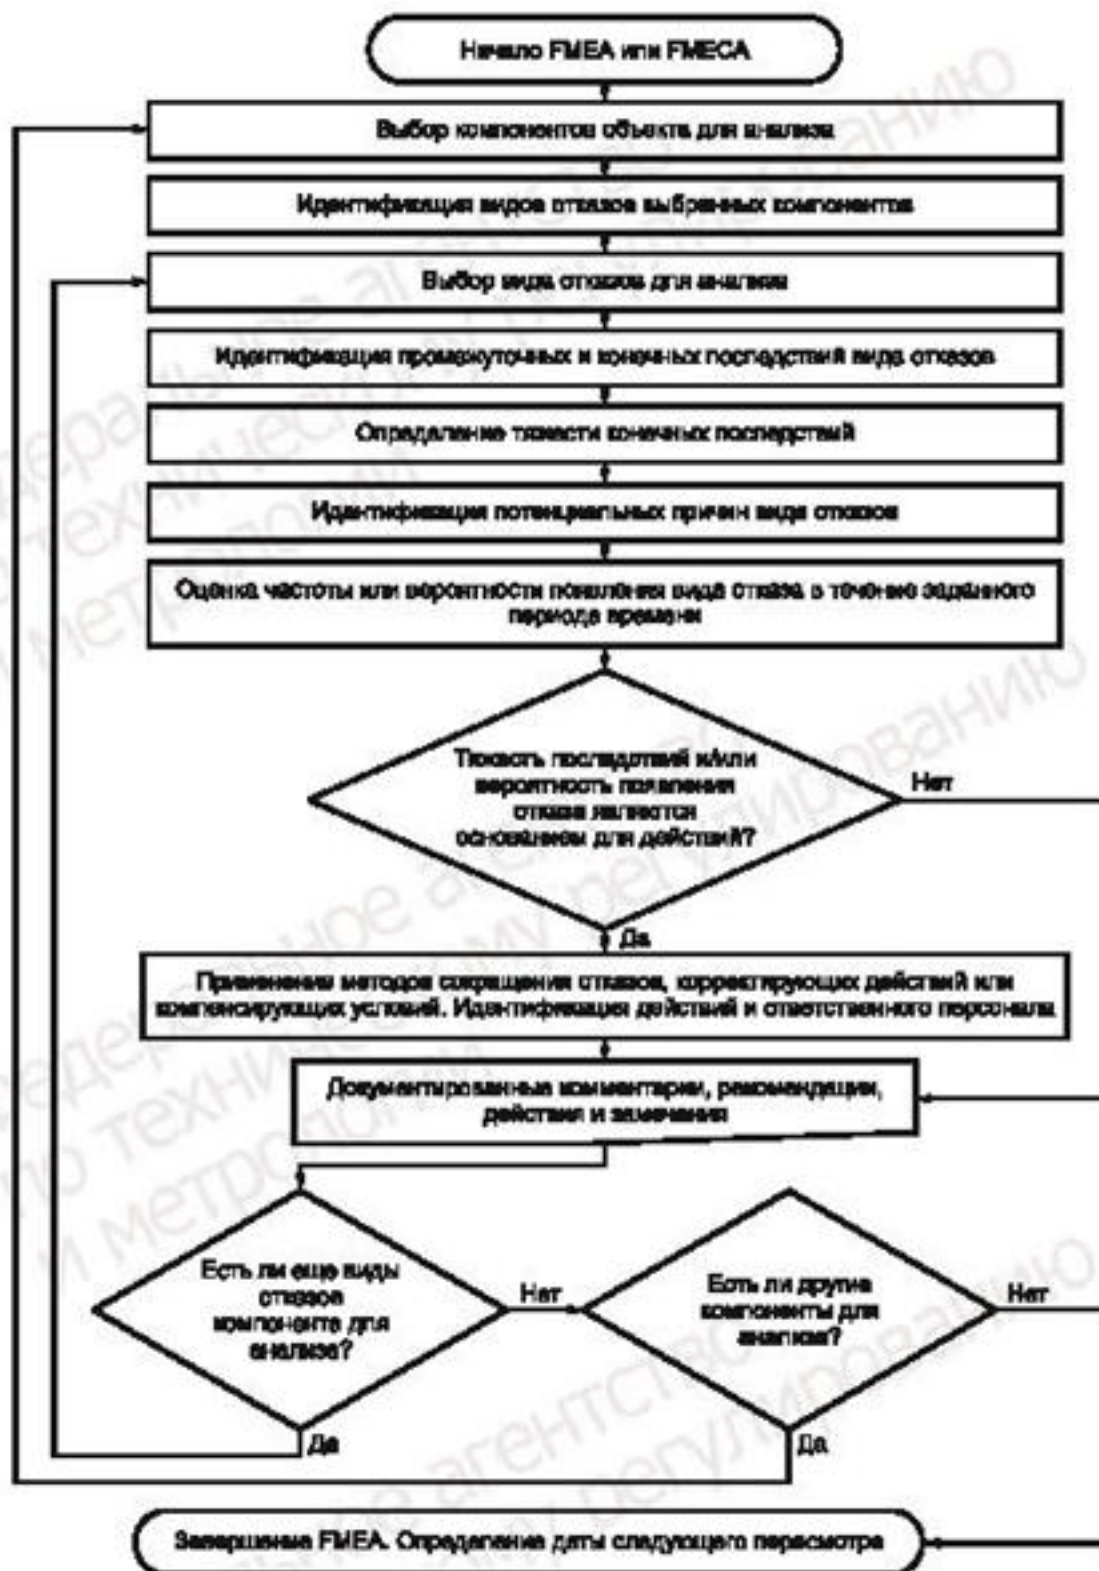 Начало FMEA или FMECA
Выбор компонентов объекта для анализа
Идентификация видов отказов выбранных компонентов
Выбор вида отказов для анализа
Идентификация промежуточных и конечных последствий вида отказов
Определение тяжести конечных последствий
Идентификация потенциальных причин вида отказов
Оценка частоты или вероятности появления вида отказа в течение заданного
периода времени
Тяжесть последствий и/или
вероятность появления
отказа являются
основанием для действий?
Нет
Да
Применение методов сокращения отказов, корректирующих действий или
компенсирующих условий. Идентификация действий и ответственного персонала
Документированные комментарии, рекомендации,
действия и замечания
Есть ли еще виды
отказов
компонента для
анализа?
Нет
Есть ли другие
компоненты для
анализа?
Нет
Да
Да
Завершение FMEA. Определение даты следующего пересмотра